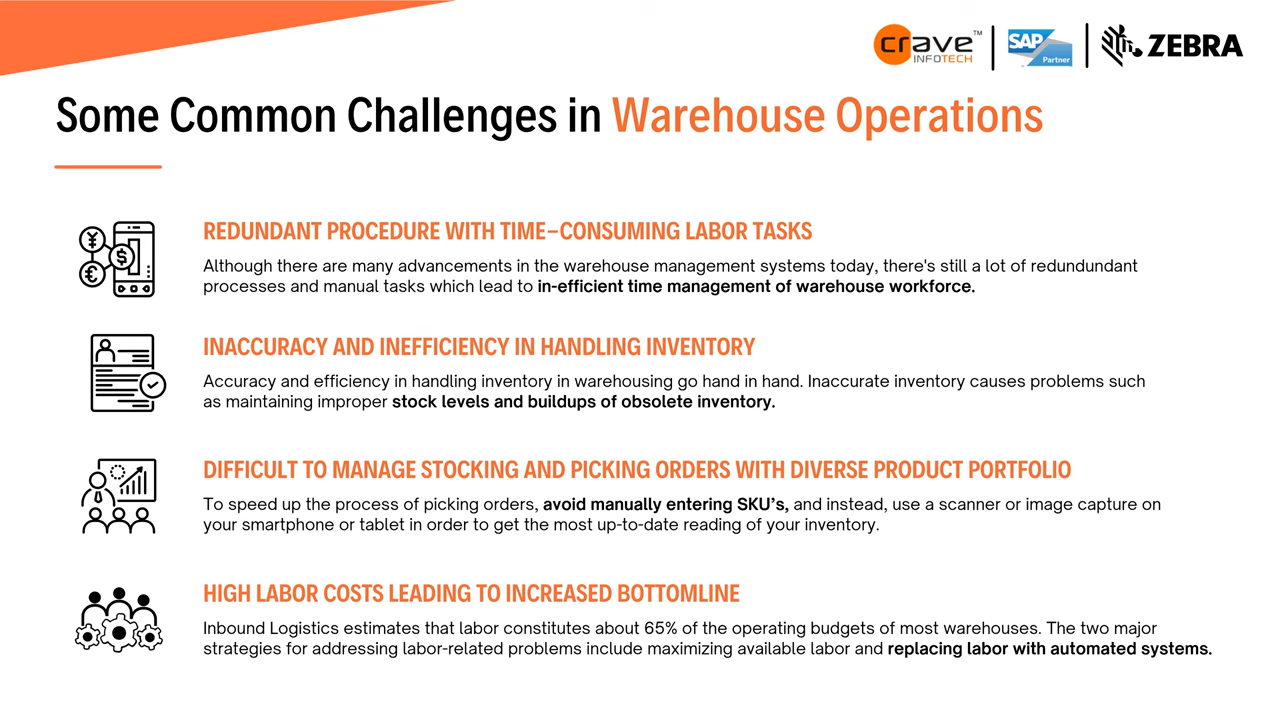 crave™
INFOTECH
SAP
Partner
ZEBRA
Some Common Challenges in Warehouse Operations
REDUNDANT PROCEDURE WITH TIME–CONSUMING LABOR TASKS
Although there are many advancements in the warehouse management systems today, there's still a lot of redundundant
processes and manual tasks which lead to in-efficient time management of warehouse workforce.
INACCURACY AND INEFFICIENCY IN HANDLING INVENTORY
Accuracy and efficiency in handling inventory in warehousing go hand in hand. Inaccurate inventory causes problems such
as maintaining improper stock levels and buildups of obsolete inventory.
DIFFICULT TO MANAGE STOCKING AND PICKING ORDERS WITH DIVERSE PRODUCT PORTFOLIO
To speed up the process of picking orders, avoid manually entering SKU’s, and instead, use a scanner or image capture on
your smartphone or tablet in order to get the most up-to-date reading of your inventory.
HIGH LABOR COSTS LEADING TO INCREASED BOTTOMLINE
Inbound Logistics estimates that labor constitutes about 65% of the operating budgets of most warehouses. The two major
strategies for addressing labor-related problems include maximizing available labor and replacing labor with automated systems.